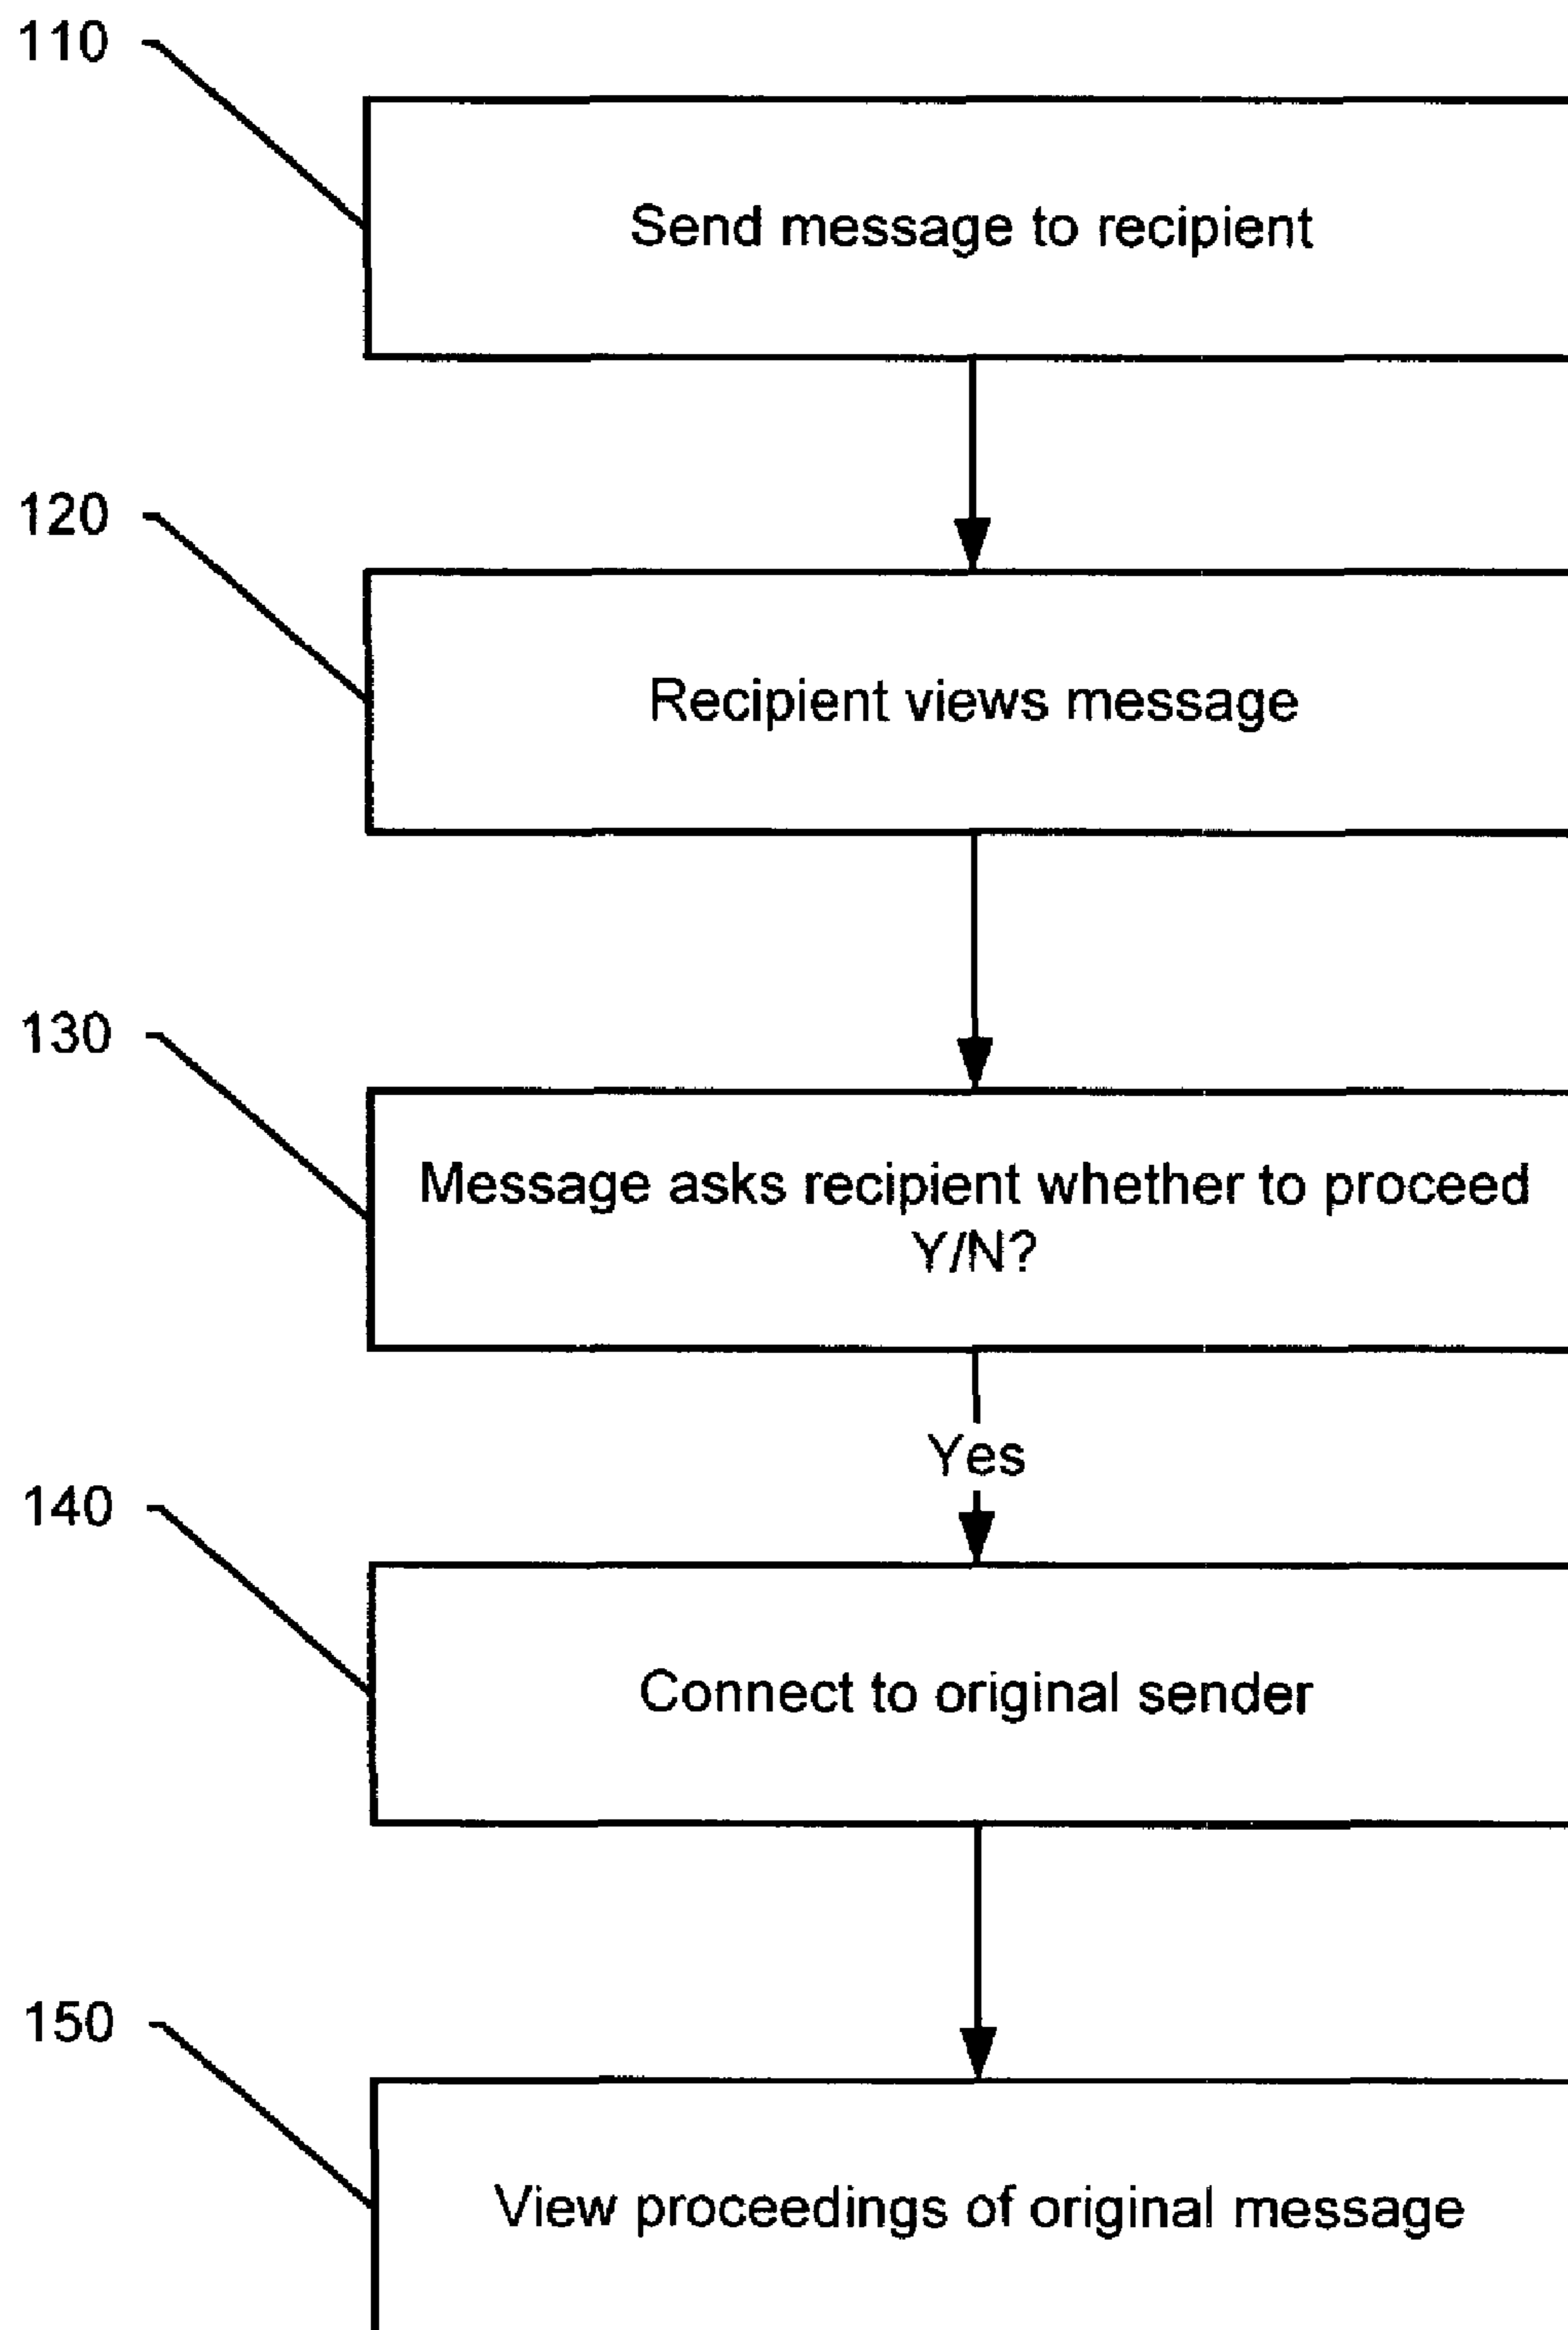 110
Send message to recipient
120
Recipient views message
130
Message asks recipient whether to proceed
Y/N?
Yes
140
Connect to original sender
150
View proceedings of original message